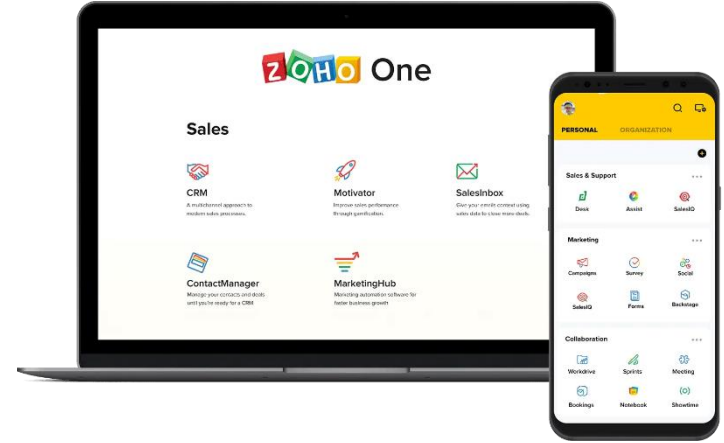 ZOHO One
Sales
CRM
A multichannel approach to
modern sales processes.
Motivator
Improve sales performance
through gamification.
SalesInbox
Give your emails context using
sales data to close more deals.
ContactManager
Manage your contacts and deals
until you're ready for a CRM
MarketingHub
Marketing automation software for
faster business growth
PERSONAL ORGANIZATION
Sales & Support
Desk Assist SalesIQ
Marketing
Campaigns Survey Social
SalesIQ Forms Backstage
Collaboration
Workdrive Sprints Meeting
Bookings Notebook Showtime